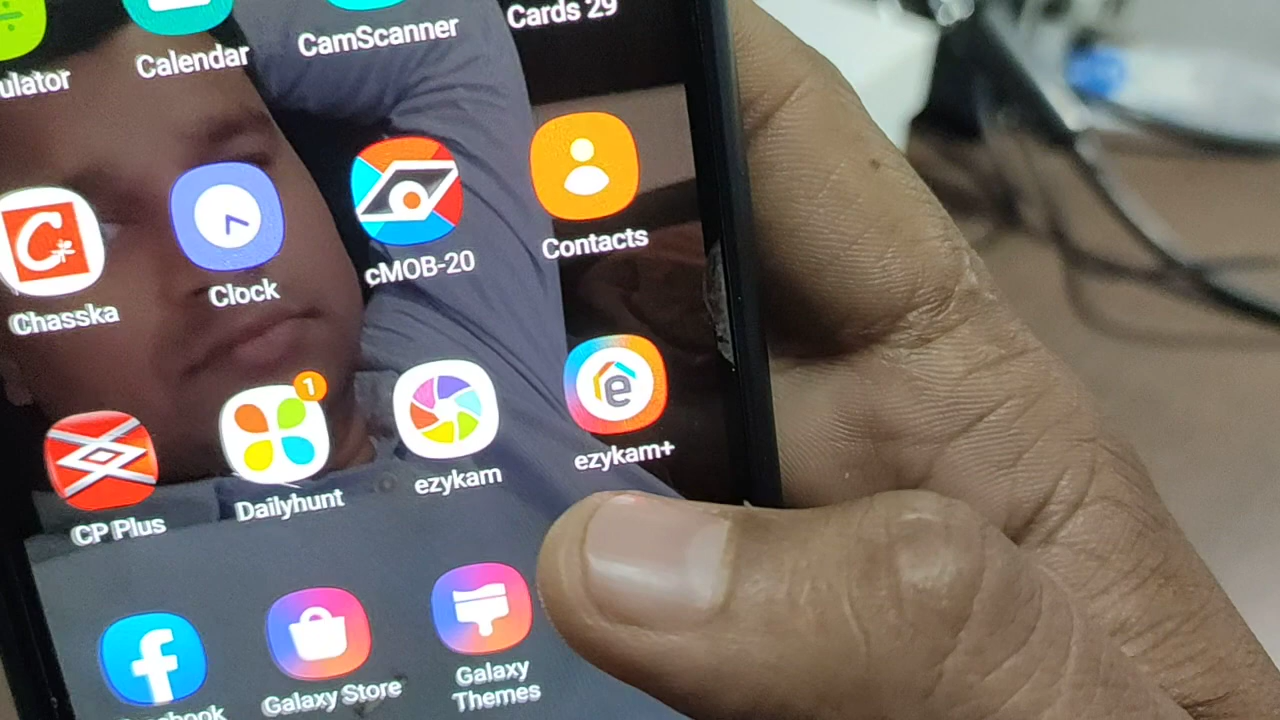 ulator
Calendar
CamScanner
Cards 29
C
Chasska
Clock
cMOB-20
Contacts
CP Plus
1
Dailyhunt
ezykam
e
ezykam+
f
Galaxy Store
Galaxy
Themes